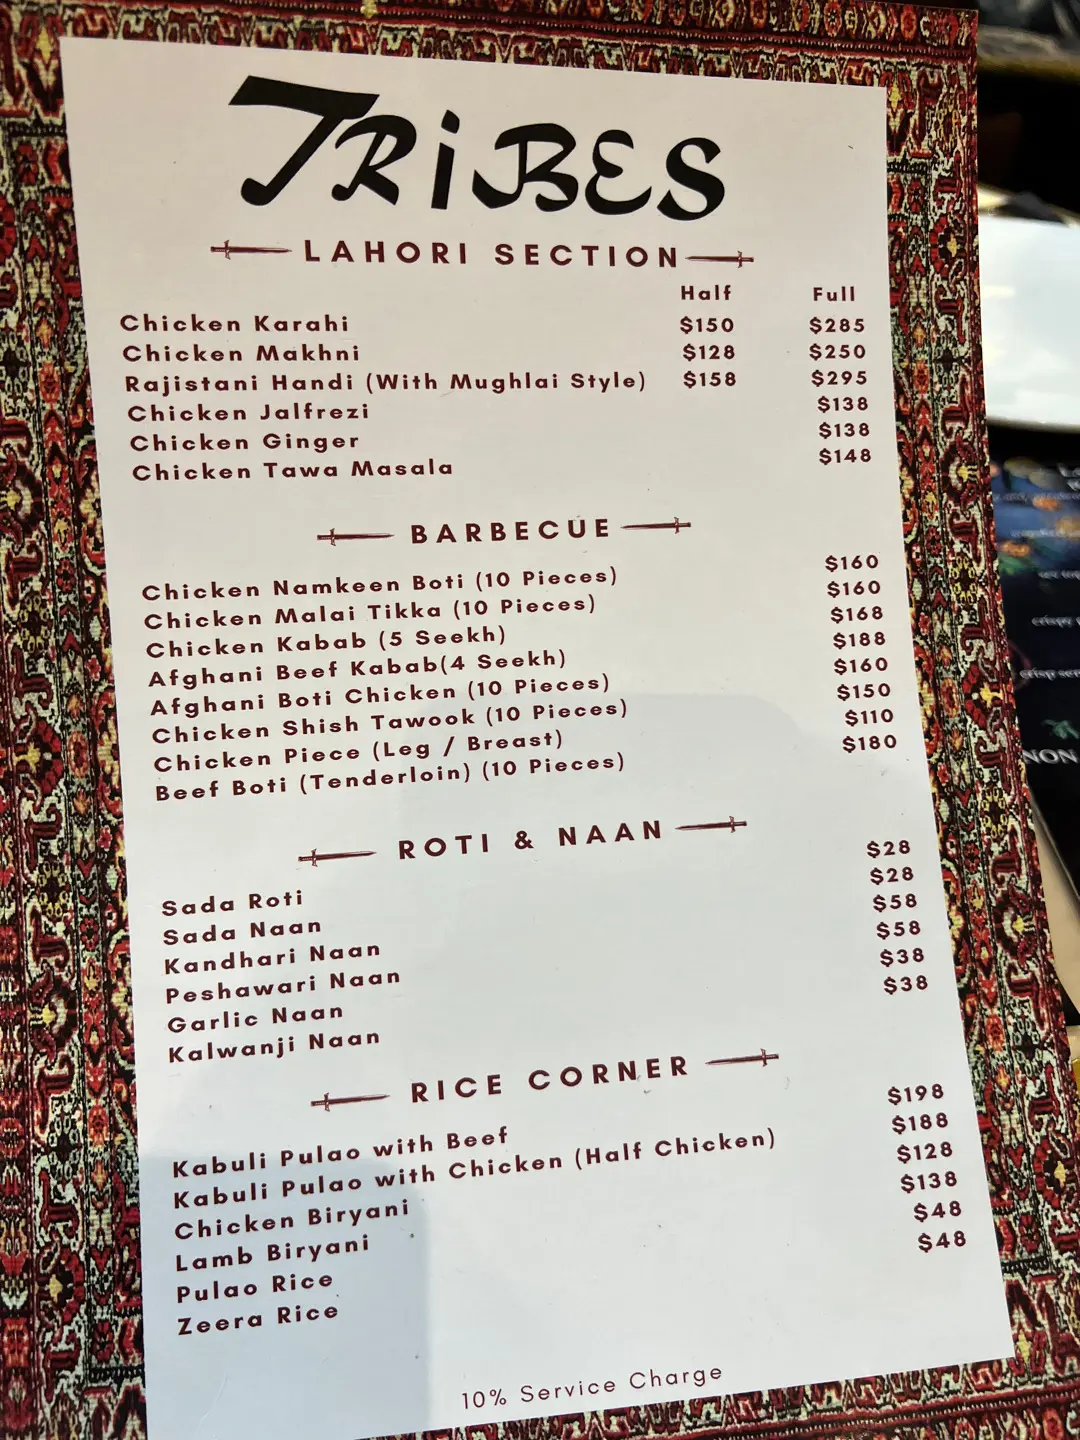 TRiBES
LAHORI SECTION
Half Full
Chicken Karahi $150 $285
Chicken Makhni $128 $250
Rajistani Handi (With Mughlai Style) $158 $295
Chicken Jalfrezi $138
Chicken Ginger $138
Chicken Tawa Masala $148
BARBECUE
Chicken Namkeen Boti (10 Pieces) $160
Chicken Malai Tikka (10 Pieces) $160
Chicken Kabab (5 Seekh) $168
Afghani Beef Kabab(4 Seekh) $188
Afghani Boti Chicken (10 Pieces) $160
Chicken Shish Tawook (10 Pieces) $150
Chicken Piece (Leg / Breast) $110
Beef Boti (Tenderloin) (10 Pieces) $180
ROTI & NAAN
Sada Roti $28
Sada Naan $28
Kandhari Naan $58
Peshawari Naan $58
Garlic Naan $38
Kalwanji Naan $38
RICE CORNER
Kabuli Pulao with Beef $198
Kabuli Pulao with Chicken (Half Chicken) $188
Chicken Biryani $128
Lamb Biryani $138
Pulao Rice $48
Zeera Rice $48
10% Service Charge
NON